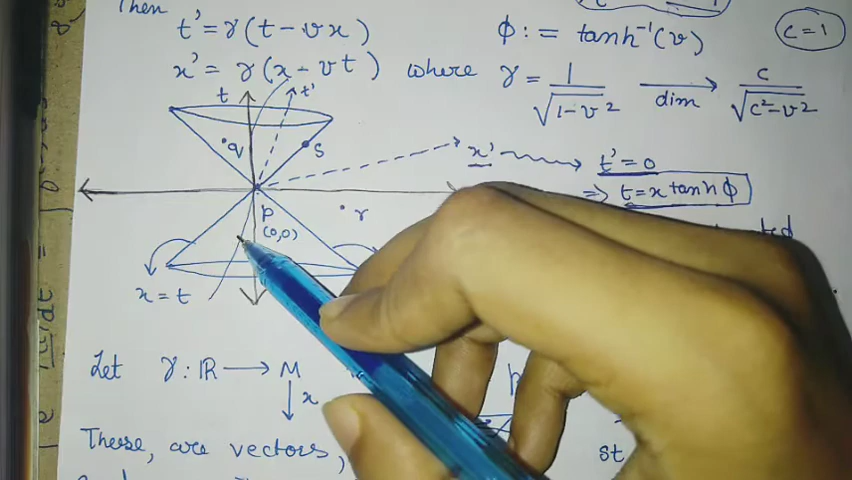 Then
t' = γ(t - vx)
ϕ := tanh⁻¹(v)
c = 1
x' = γ(x - vt) where γ = 1/√(1-v²) → dim c/√(c²-v²)
t t'
q s
x' t' = 0
⇒ t = x tanh ϕ
p r
(0,0)
x = t
Let γ : ℝ → M
↓ x
These, are vectors,
st